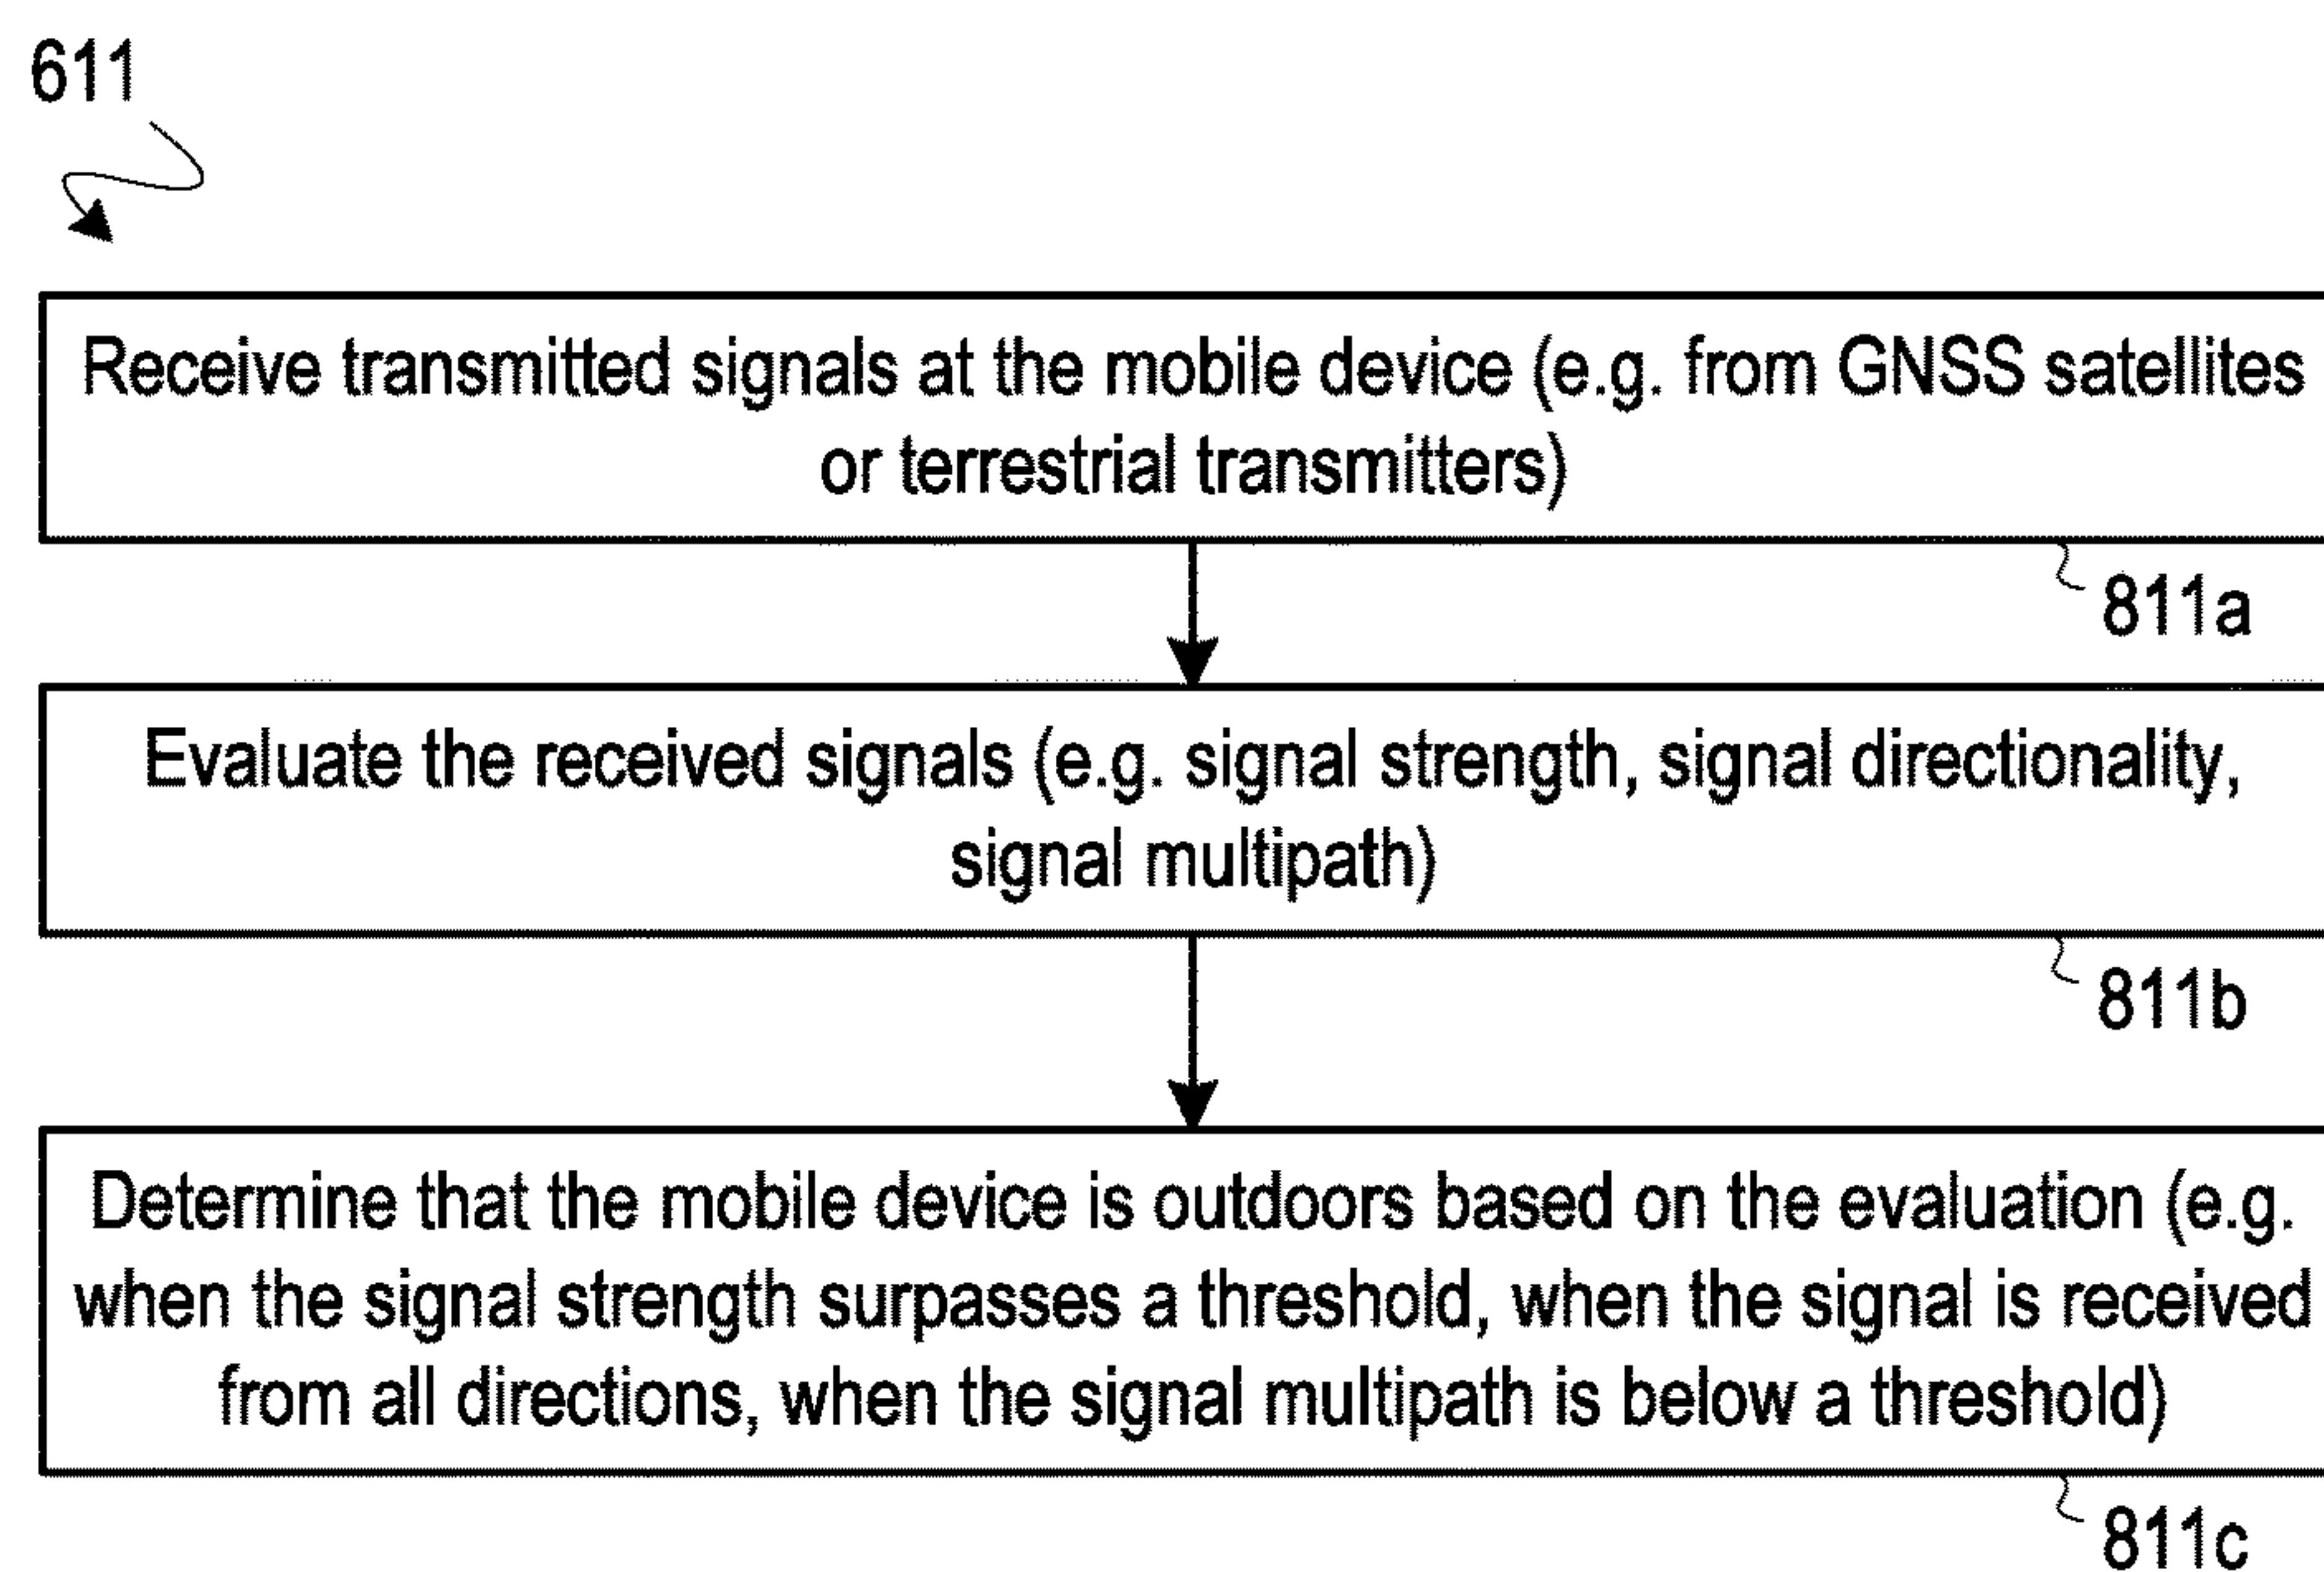 611
Receive transmitted signals at the mobile device (e.g. from GNSS satellites
or terrestrial transmitters)
811a
Evaluate the received signals (e.g. signal strength, signal directionality,
signal multipath)
811b
Determine that the mobile device is outdoors based on the evaluation (e.g.
when the signal strength surpasses a threshold, when the signal is received
from all directions, when the signal multipath is below a threshold)
811c